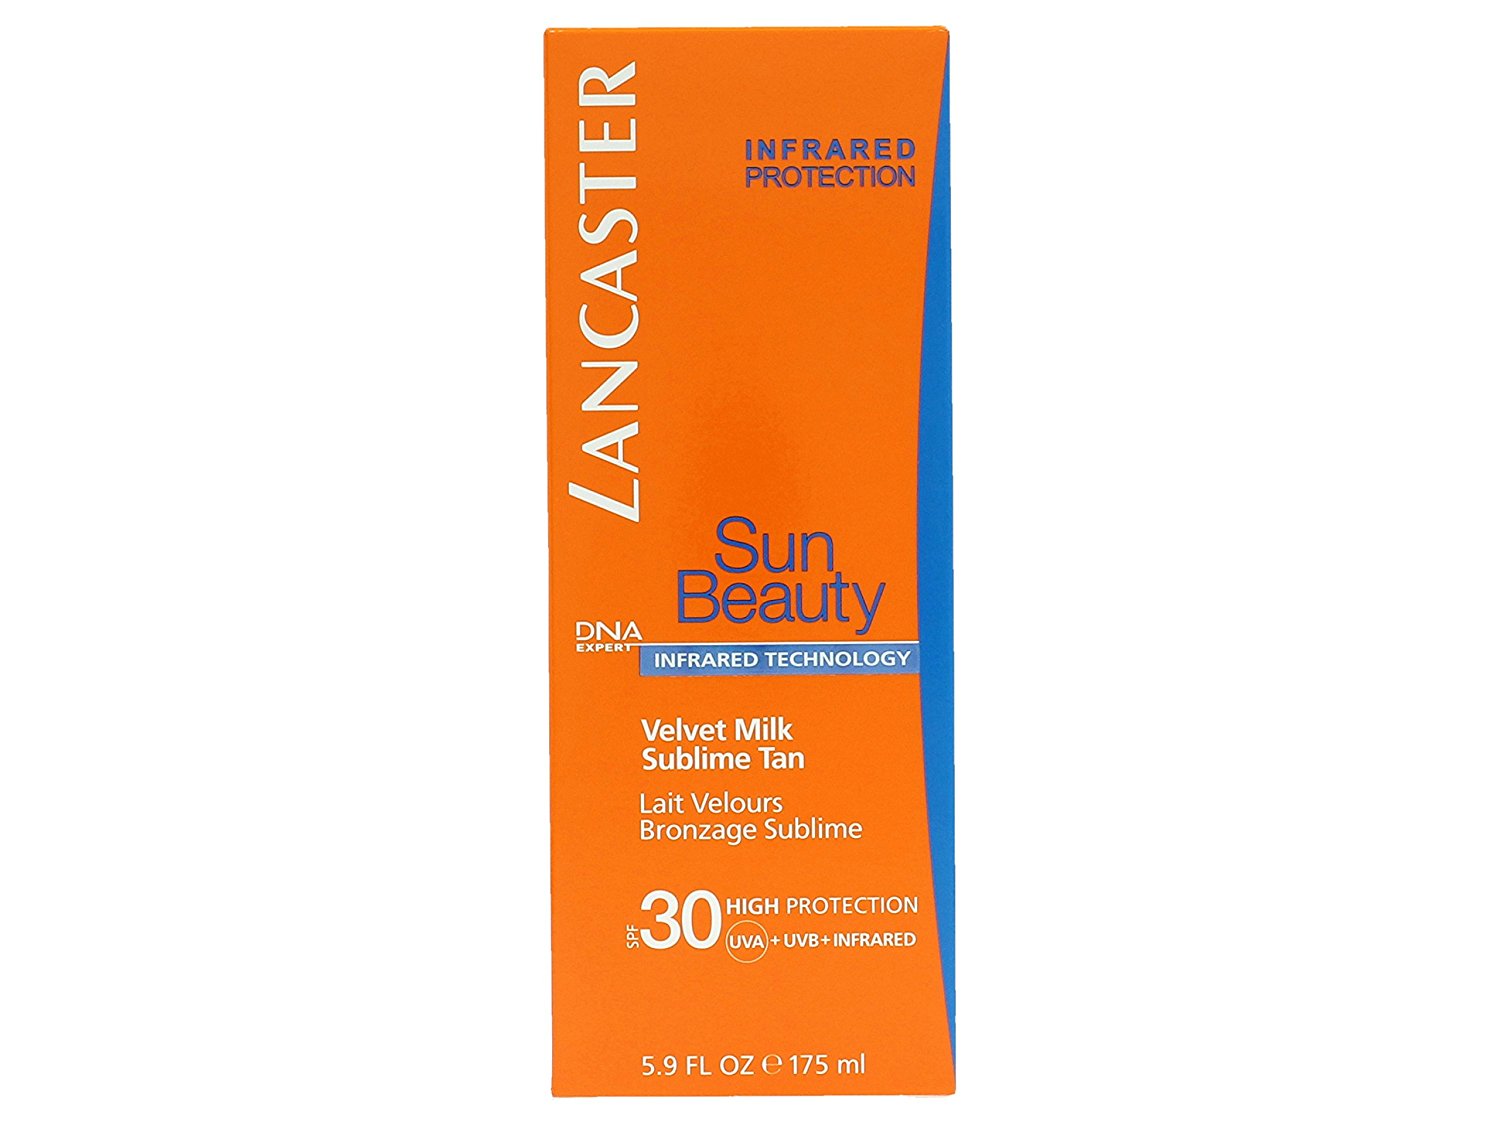 LANCASTER
INFRARED
PROTECTION
Sun
Beauty
DNA
EXPERT
INFRARED TECHNOLOGY
Velvet Milk
Sublime Tan
Lait Velours
Bronzage Sublime
SPF 30 HIGH PROTECTION
UVA + UVB + INFRARED
5.9 FL OZ ℮ 175 ml